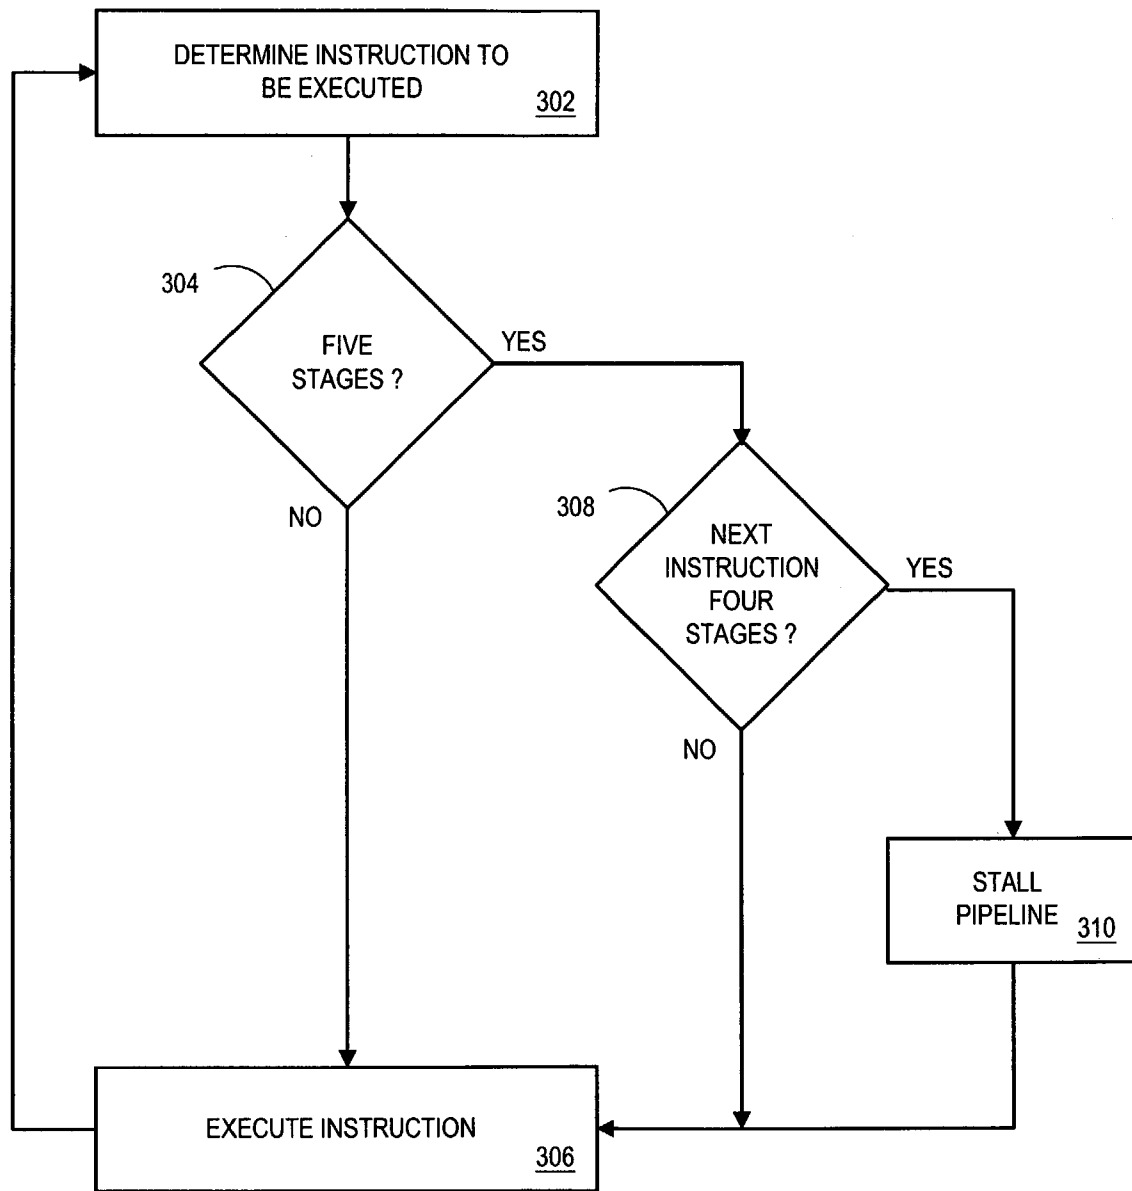 DETERMINE INSTRUCTION TO
BE EXECUTED
302
304
FIVE
STAGES ?
YES
NO
308
NEXT
INSTRUCTION
FOUR
STAGES ?
YES
NO
STALL
PIPELINE
310
EXECUTE INSTRUCTION
306